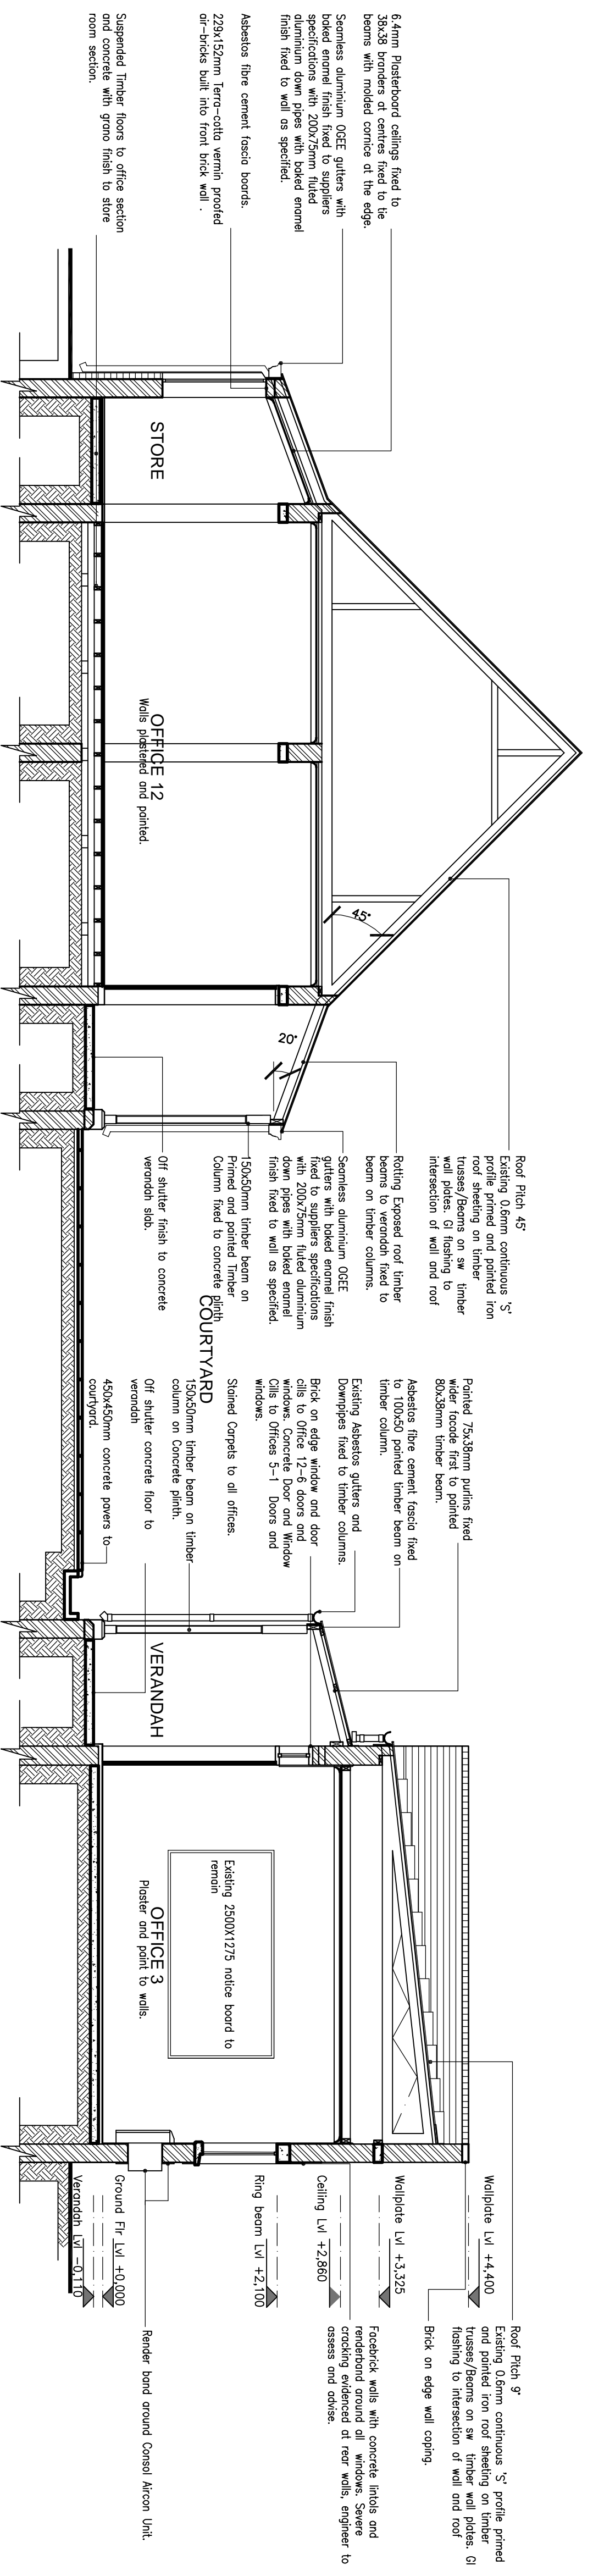 6.4mm Plasterboard ceilings fixed to
38x38 branders at centres fixed to tie
beams with molded cornice at the edge.
Seamless aluminium OGEE gutters with
baked enamel finish fixed to suppliers
specifications with 200x75mm fluted
aluminium down pipes with baked enamel
finish fixed to wall as specified.
Asbestos fibre cement fascia boards.
229x152mm Terra-cotta vermin proofed
air-bricks built into front brick wall .
Suspended Timber floors to office section
and concrete with grano finish to store
room section.
STORE
OFFICE 12
Walls plastered and painted.
45°
20°
Roof Pitch 45°
Existing 0.6mm continuous 'S'
profile primed and painted iron
roof sheeting on timber
trusses/Beams on sw timber
wall plates. GI flashing to
intersection of wall and roof
Rotting Exposed roof timber
beams to verandah fixed to
beam on timber columns.
Seamless aluminium OGEE
gutters with baked enamel finish
fixed to suppliers specifications
with 200x75mm fluted aluminium
down pipes with baked enamel
finish fixed to wall as specified.
150x50mm timber beam on
Primed and painted Timber
Column fixed to concrete plinth
Off shutter finish to concrete
verandah slab.
COURTYARD
Painted 75x38mm purlins fixed
wider facade first to painted
80x38mm timber beam.
Asbestos fibre cement fascia fixed
to 100x50 painted timber beam on
timber column.
Existing Asbestos gutters and
Downpipes fixed to timber columns.
Brick on edge window and door
cills to Office 12-6 doors and
windows. Concrete Door and Window
Cills to Offices 5-1 Doors and
windows.
Stained Carpets to all offices.
150x50mm timber beam on timber
column on Concrete plinth.
Off shutter concrete floor to
verandah
450x450mm concrete pavers to
courtyard.
VERANDAH
Existing 2500X1275 notice board to
remain
OFFICE 3
Plaster and paint to walls.
Wallplate Lvl +4,400
Wallplate Lvl +3,325
Ceiling Lvl +2,860
Ring beam Lvl +2,100
Ground Flr Lvl +0,000
Verandah Lvl -0,110
Roof Pitch 9°
Existing 0.6mm continuous 'S' profile primed
and painted iron roof sheeting on timber
trusses/Beams on sw timber wall plates. GI
flashing to intersection of wall and roof
Brick on edge wall coping.
Facebrick walls with concrete lintols and
renderband around all windows. Severe
cracking evidenced at rear walls, engineer to
assess and advise.
Render band around Consol Aircon Unit.